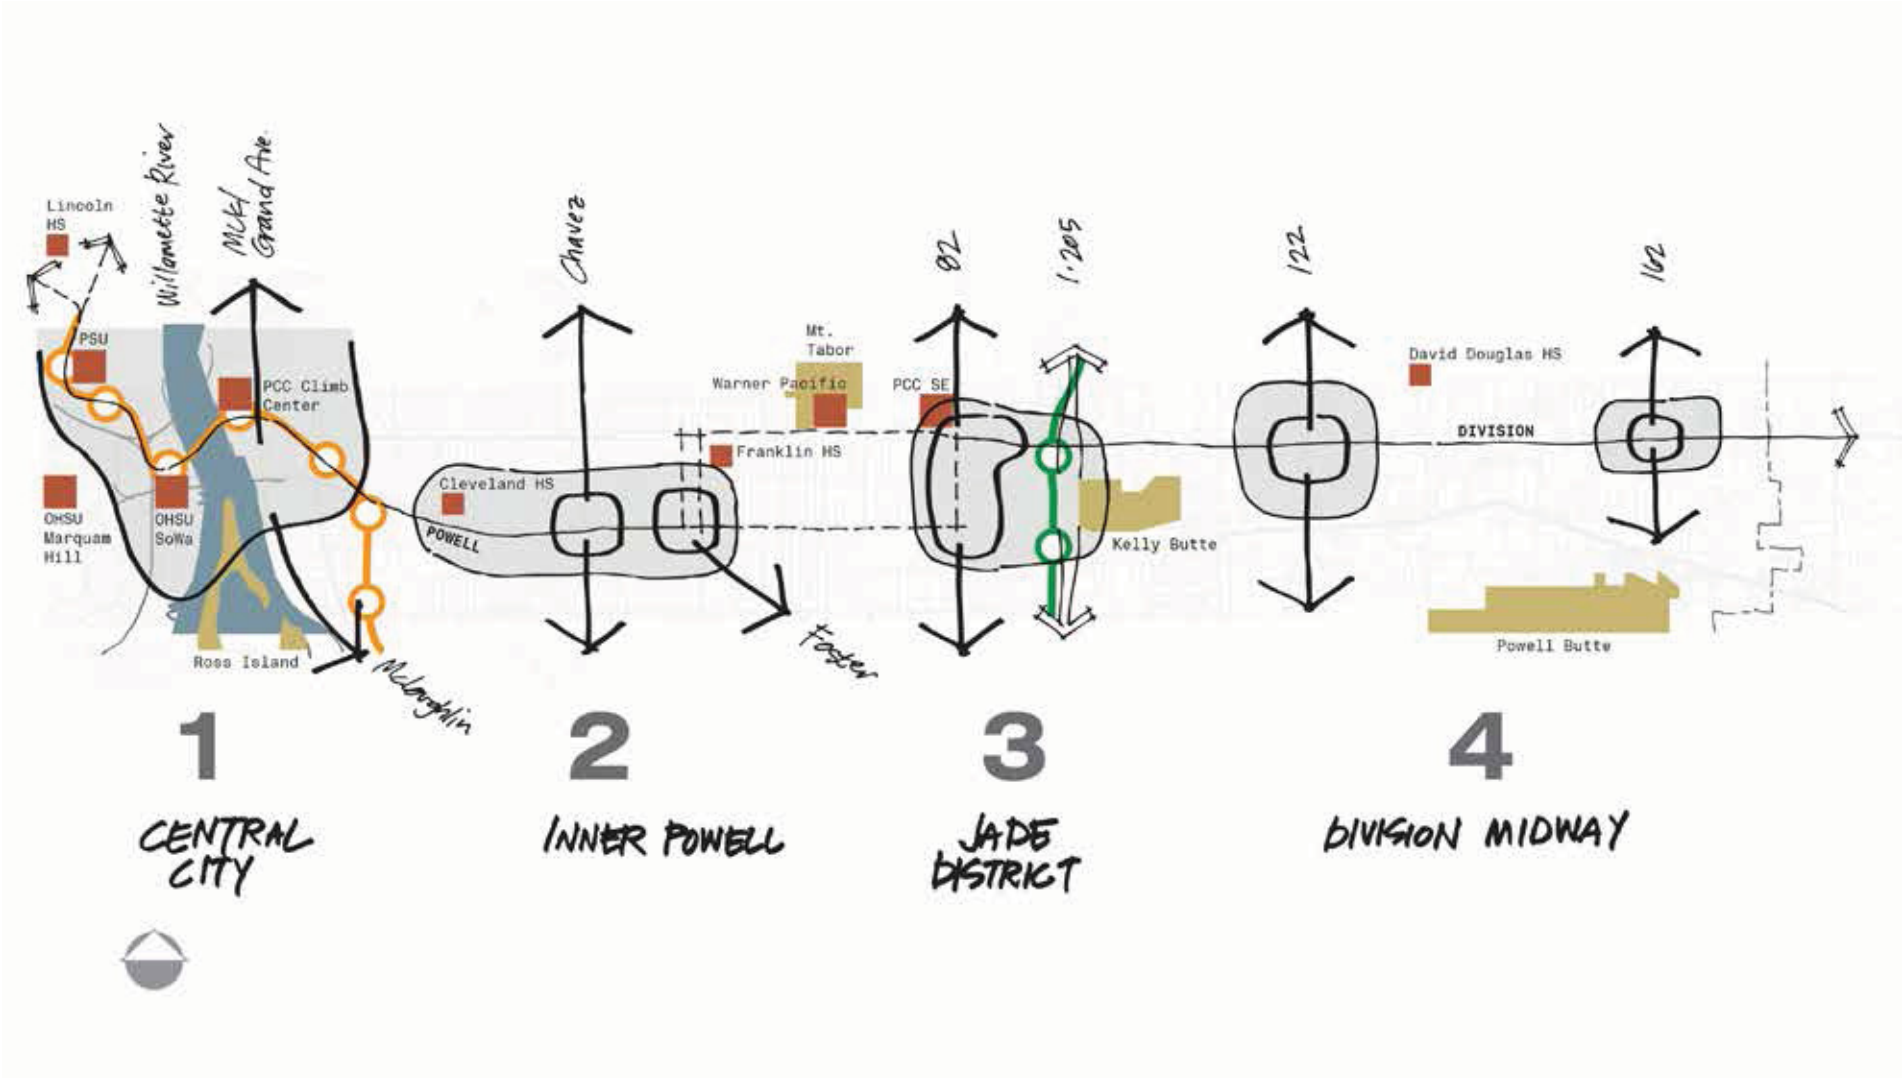 Lincoln
HS
Willamette River
MLK/
Grand Ave.
Chavez
82
I-205
122
162
PSU
PCC Climb
Center
Mt.
Tabor
Warner Pacific
PCC SE
David Douglas HS
DIVISION
Franklin HS
Cleveland HS
POWELL
OHSU
Marquam
Hill
OHSU
SoWa
Kelly Butte
Ross Island
Powell Butte
Foster
McLoughlin
1
2
3
4
CENTRAL
CITY
INNER POWELL
JADE
DISTRICT
DIVISION MIDWAY